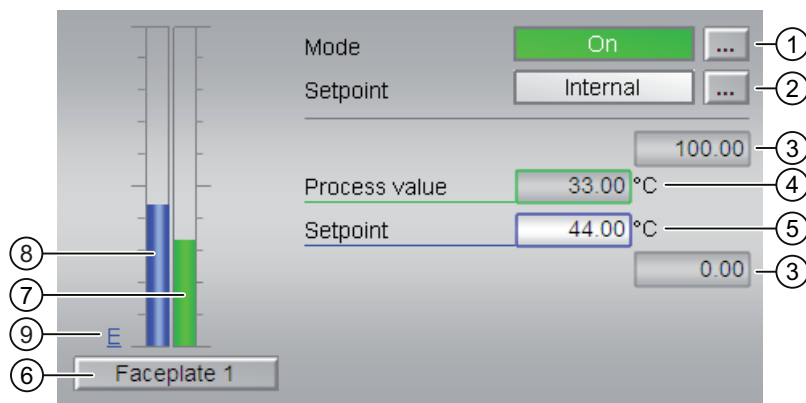 Mode On ... 1
Setpoint Internal ... 2
100.00 3
Process value 33.00 °C 4
Setpoint 44.00 °C 5
0.00 3
8
7
9 E
6 Faceplate 1